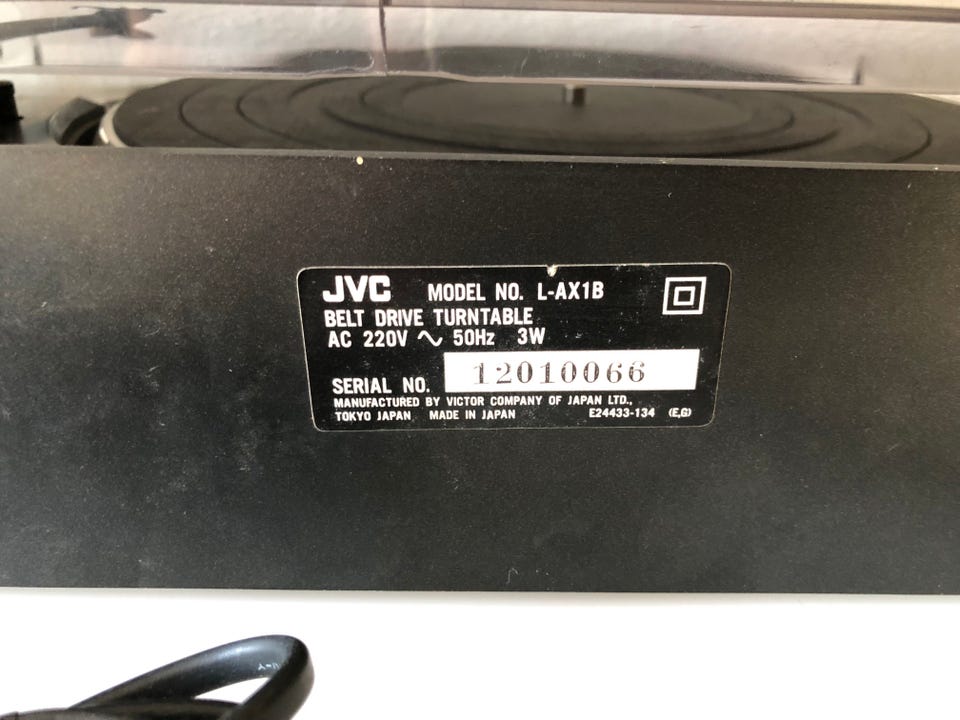 JVC MODEL NO. L-AX1B
BELT DRIVE TURNTABLE
AC 220V ∿ 50Hz 3W
SERIAL NO. 12010066
MANUFACTURED BY VICTOR COMPANY OF JAPAN LTD.,
TOKYO JAPAN MADE IN JAPAN E24433-134 (E,G)